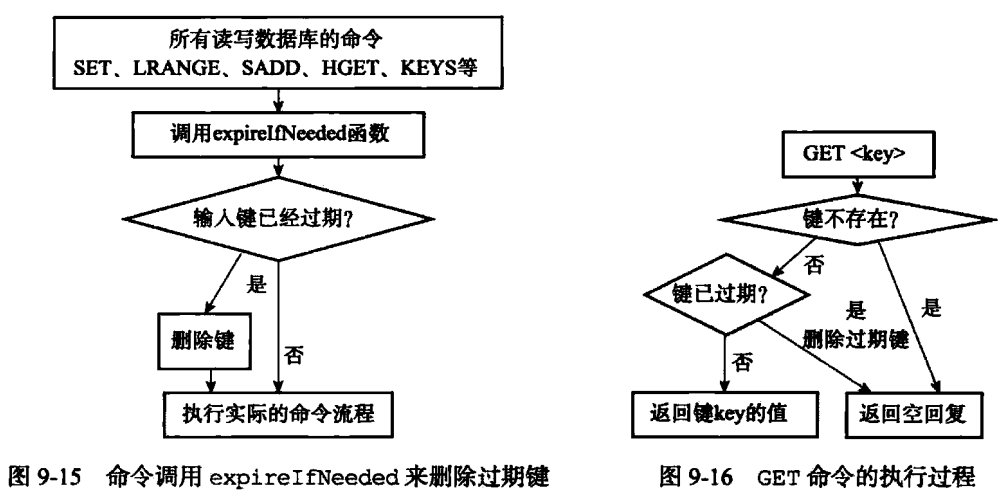 所有读写数据库的命令
SET、LRANGE、SADD、HGET、KEYS等
调用expireIfNeeded函数
输入键已经过期?
是
删除键
否
执行实际的命令流程
图 9-15 命令调用 expireIfNeeded 来删除过期键
GET <key>
键不存在?
否
键已过期?
是
删除过期键
是
否
返回键key的值
返回空回复
图 9-16 GET 命令的执行过程